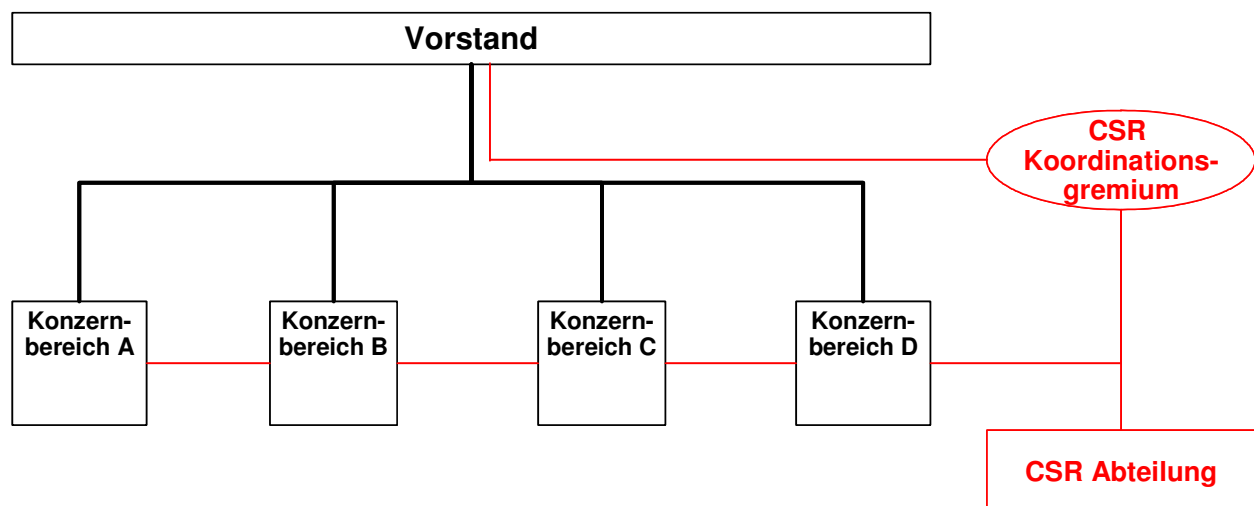 Vorstand
CSR
Koordinations-
gremium
Konzern-
bereich A
Konzern-
bereich B
Konzern-
bereich C
Konzern-
bereich D
CSR Abteilung